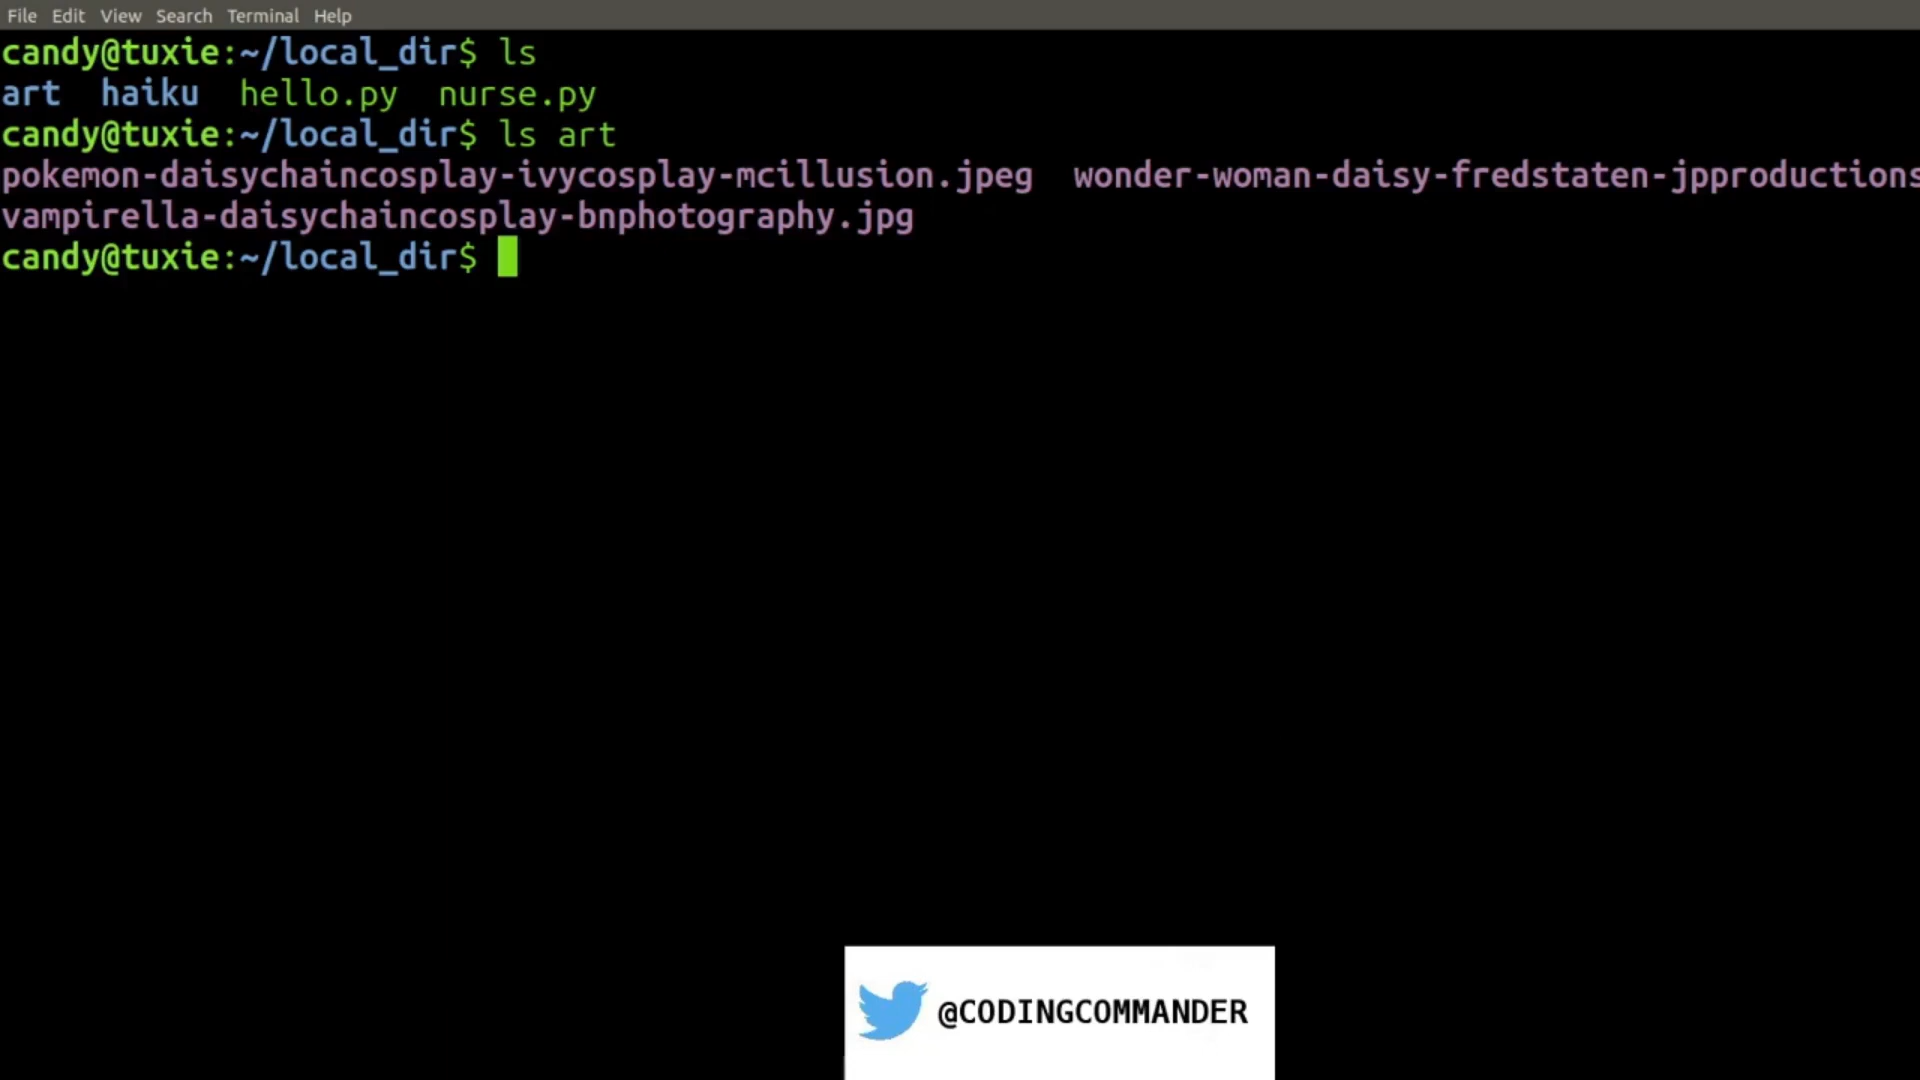 File Edit View Search Terminal Help
candy@tuxie:~/local_dir$ ls
art  haiku  hello.py  nurse.py
candy@tuxie:~/local_dir$ ls art
pokemon-daisychaincosplay-ivycosplay-mcillusion.jpeg  wonder-woman-daisy-fredstaten-jpproductions
vampirella-daisychaincosplay-bnphotography.jpg
candy@tuxie:~/local_dir$
@CODINGCOMMANDER